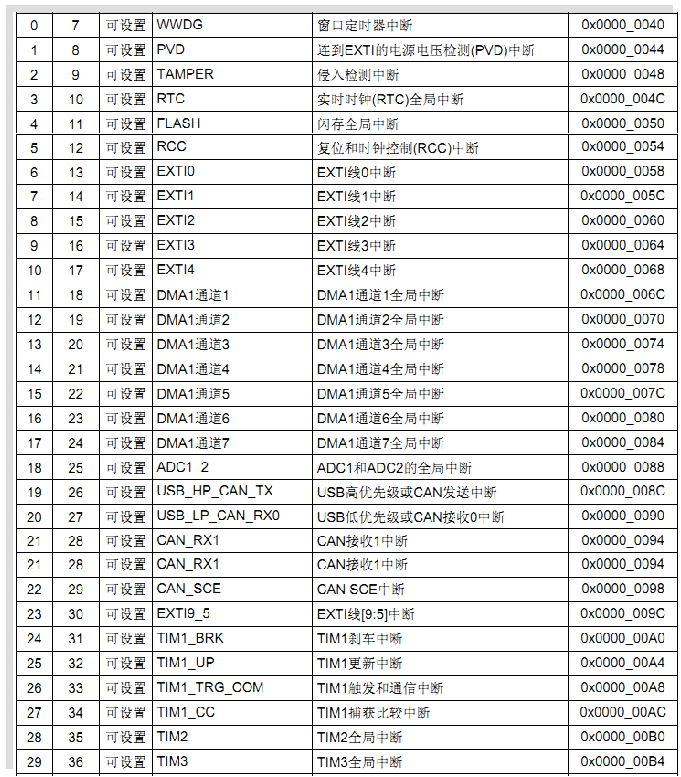 0 7 可设置 WWDG 窗口定时器中断 0x0000_0040
1 8 可设置 PVD 连到EXTI的电源电压检测(PVD)中断 0x0000_0044
2 9 可设置 TAMPER 侵入检测中断 0x0000_0048
3 10 可设置 RTC 实时时钟(RTC)全局中断 0x0000_004C
4 11 可设置 FLASH 闪存全局中断 0x0000_0050
5 12 可设置 RCC 复位和时钟控制(RCC)中断 0x0000_0054
6 13 可设置 EXTI0 EXTI线0中断 0x0000_0058
7 14 可设置 EXTI1 EXTI线1中断 0x0000_005C
8 15 可设置 EXTI2 EXTI线2中断 0x0000_0060
9 16 可设置 EXTI3 EXTI线3中断 0x0000_0064
10 17 可设置 EXTI4 EXTI线4中断 0x0000_0068
11 18 可设置 DMA1通道1 DMA1通道1全局中断 0x0000_006C
12 19 可设置 DMA1通道2 DMA1通道2全局中断 0x0000_0070
13 20 可设置 DMA1通道3 DMA1通道3全局中断 0x0000_0074
14 21 可设置 DMA1通道4 DMA1通道4全局中断 0x0000_0078
15 22 可设置 DMA1通道5 DMA1通道5全局中断 0x0000_007C
16 23 可设置 DMA1通道6 DMA1通道6全局中断 0x0000_0080
17 24 可设置 DMA1通道7 DMA1通道7全局中断 0x0000_0084
18 25 可设置 ADC1_2 ADC1和ADC2的全局中断 0x0000_0088
19 26 可设置 USB_HP_CAN_TX USB高优先级或CAN发送中断 0x0000_008C
20 27 可设置 USB_LP_CAN_RX0 USB低优先级或CAN接收0中断 0x0000_0090
21 28 可设置 CAN_RX1 CAN接收1中断 0x0000_0094
21 28 可设置 CAN_RX1 CAN接收1中断 0x0000_0094
22 29 可设置 CAN_SCE CAN SCE中断 0x0000_0098
23 30 可设置 EXTI9_5 EXTI线[9:5]中断 0x0000_009C
24 31 可设置 TIM1_BRK TIM1刹车中断 0x0000_00A0
25 32 可设置 TIM1_UP TIM1更新中断 0x0000_00A4
26 33 可设置 TIM1_TRG_COM TIM1触发和通信中断 0x0000_00A8
27 34 可设置 TIM1_CC TIM1捕获比较中断 0x0000_00AC
28 35 可设置 TIM2 TIM2全局中断 0x0000_00B0
29 36 可设置 TIM3 TIM3全局中断 0x0000_00B4